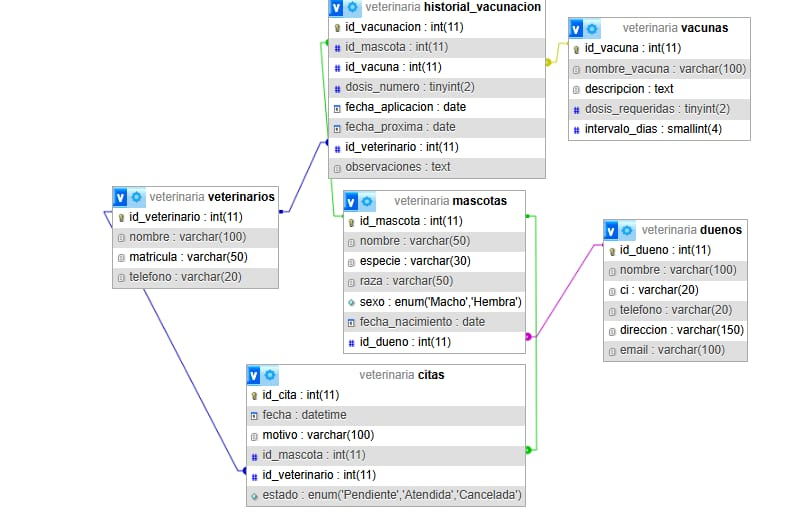 veterinaria historial_vacunacion
id_vacunacion : int(11)
id_mascota : int(11)
id_vacuna : int(11)
dosis_numero : tinyint(2)
fecha_aplicacion : date
fecha_proxima : date
id_veterinario : int(11)
observaciones : text
veterinaria vacunas
id_vacuna : int(11)
nombre_vacuna : varchar(100)
descripcion : text
dosis_requeridas : tinyint(2)
intervalo_dias : smallint(4)
veterinaria veterinarios
id_veterinario : int(11)
nombre : varchar(100)
matricula : varchar(50)
telefono : varchar(20)
veterinaria mascotas
id_mascota : int(11)
nombre : varchar(50)
especie : varchar(30)
raza : varchar(50)
sexo : enum('Macho','Hembra')
fecha_nacimiento : date
id_dueno : int(11)
veterinaria duenos
id_dueno : int(11)
nombre : varchar(100)
ci : varchar(20)
telefono : varchar(20)
direccion : varchar(150)
email : varchar(100)
veterinaria citas
id_cita : int(11)
fecha : datetime
motivo : varchar(100)
id_mascota : int(11)
id_veterinario : int(11)
estado : enum('Pendiente','Atendida','Cancelada')